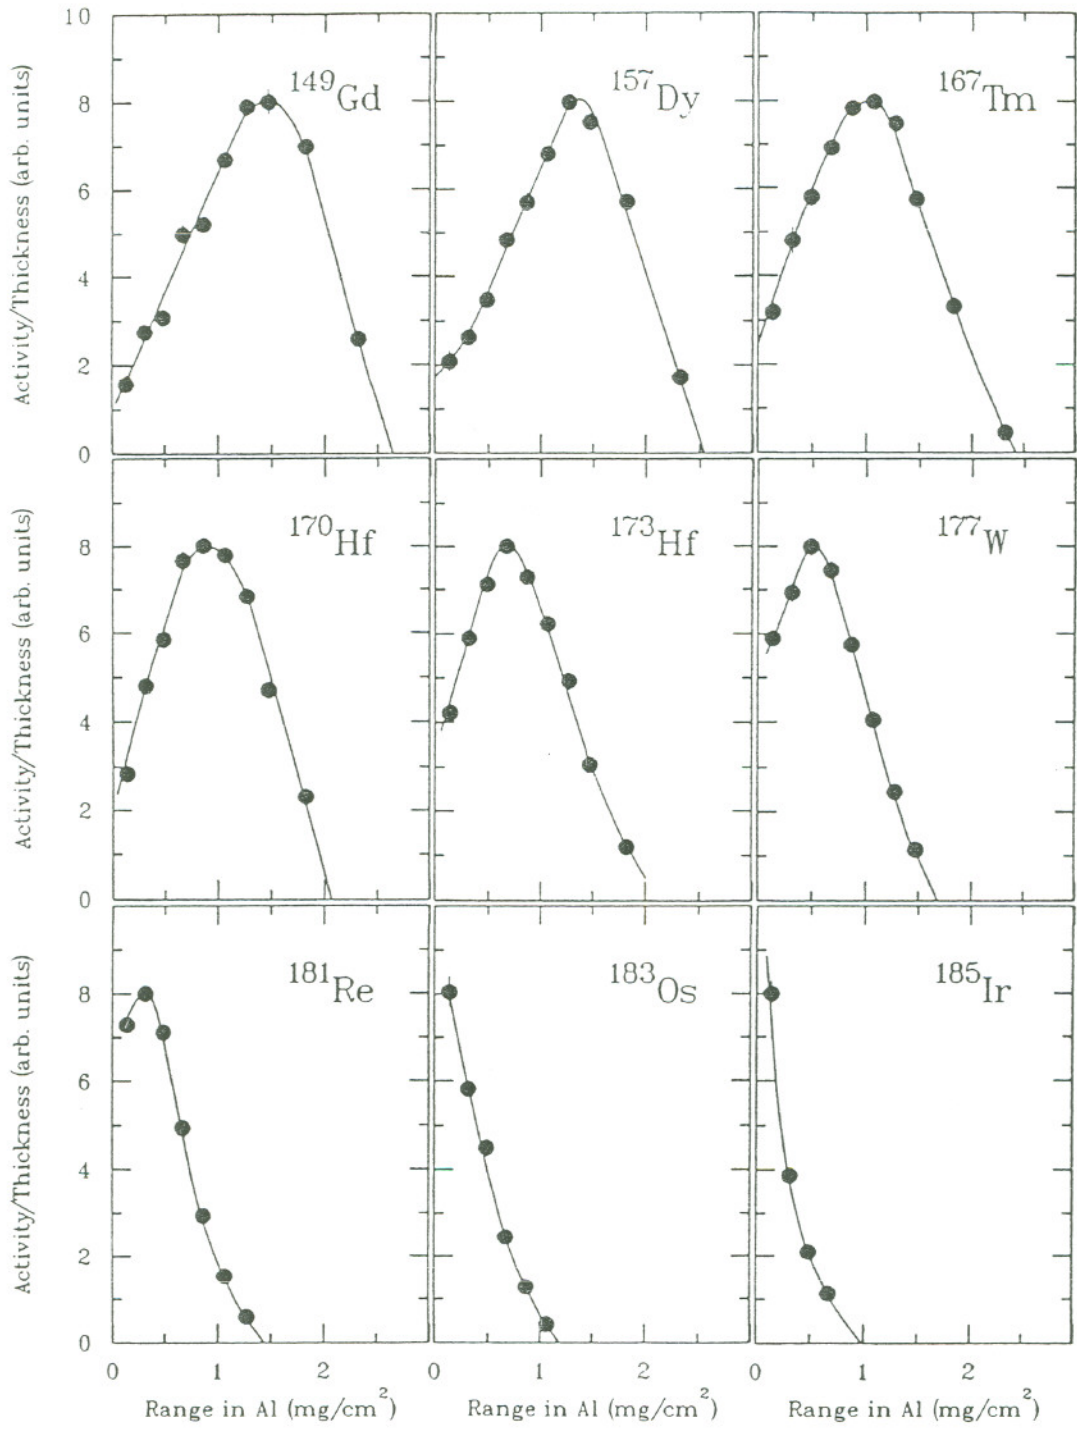 10
8
6
4
2
0
Activity/Thickness (arb. units)
149Gd
157Dy
167Tm
8
6
4
2
0
Activity/Thickness (arb. units)
170Hf
173Hf
177W
8
6
4
2
0
Activity/Thickness (arb. units)
181Re
183Os
185Ir
0 1 2 0 1 2 0 1 2
Range in Al (mg/cm2) Range in Al (mg/cm2) Range in Al (mg/cm2)